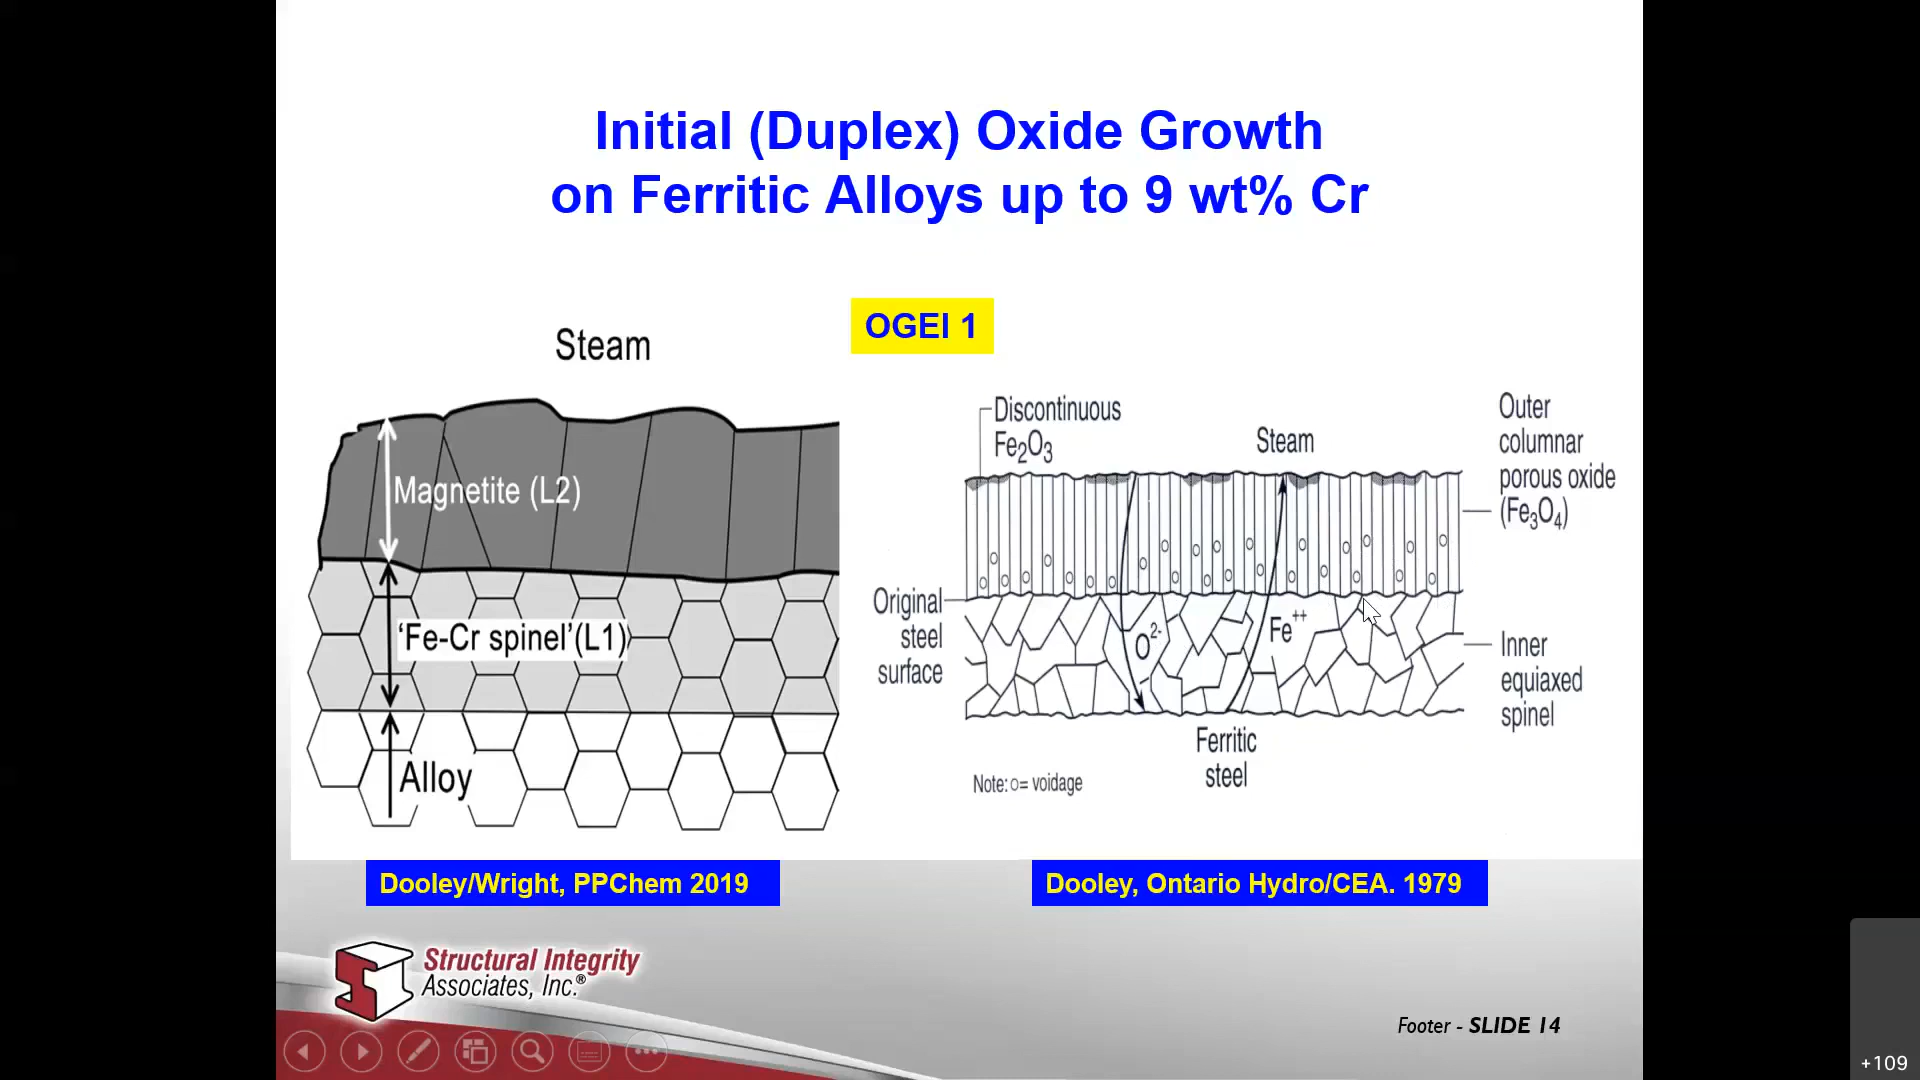 Initial (Duplex) Oxide Growth
on Ferritic Alloys up to 9 wt% Cr
OGEI 1
Steam
Magnetite (L2)
‘Fe-Cr spinel’(L1)
Alloy
Discontinuous
Fe₂O₃
Steam
Outer
columnar
porous oxide
(Fe₃O₄)
Original
steel
surface
O²⁻
Fe⁺⁺
Inner
equiaxed
spinel
Ferritic
steel
Note: o= voidage
Dooley/Wright, PPChem 2019
Dooley, Ontario Hydro/CEA. 1979
Structural Integrity
Associates, Inc.®
Footer - SLIDE 14
+109